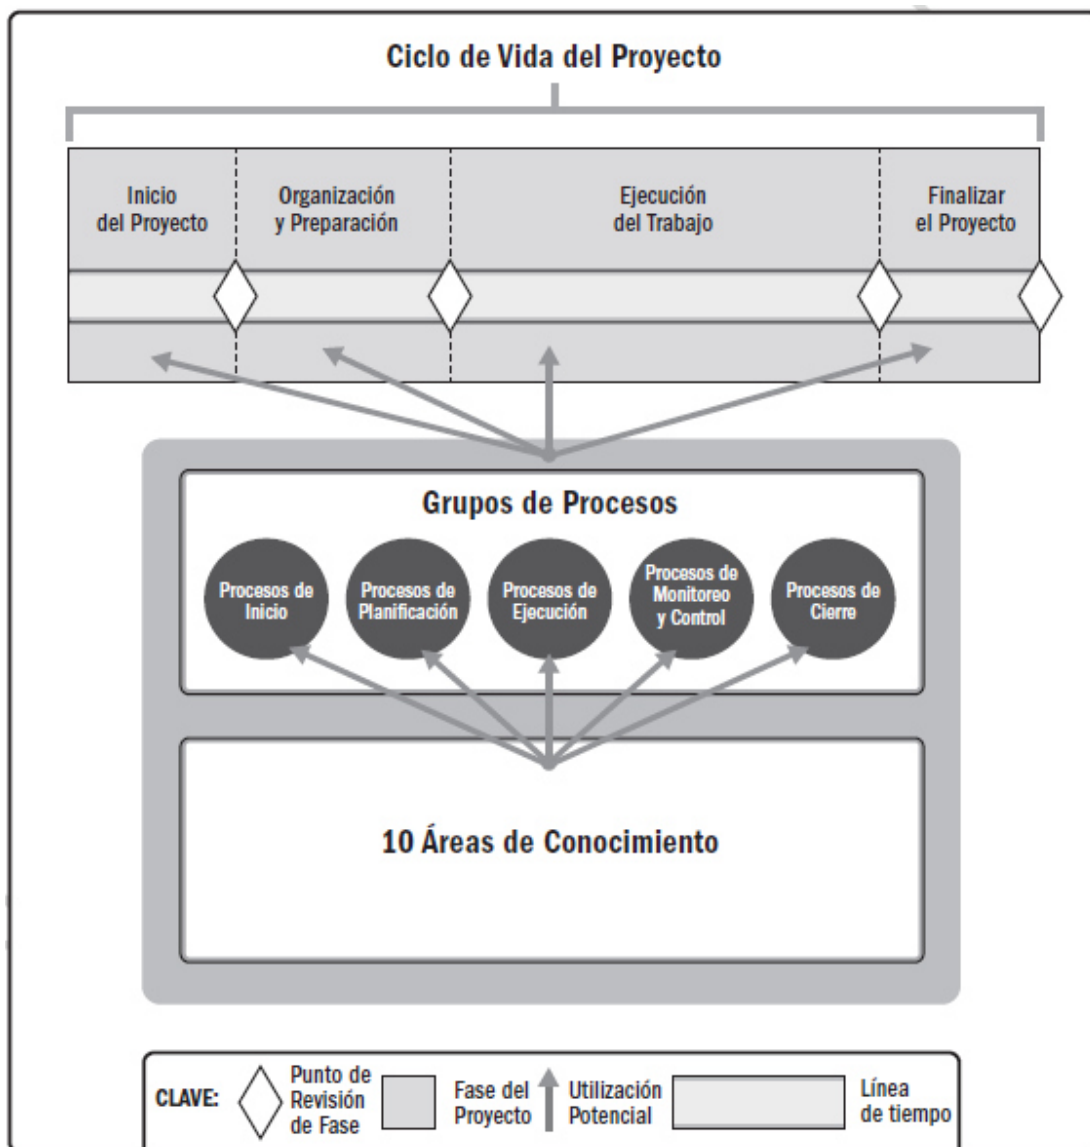 Ciclo de Vida del Proyecto
Inicio
del Proyecto
Organización
y Preparación
Ejecución
del Trabajo
Finalizar
el Proyecto
Grupos de Procesos
Procesos de
Inicio
Procesos de
Planificación
Procesos de
Ejecución
Procesos de
Monitoreo
y Control
Procesos de
Cierre
10 Áreas de Conocimiento
CLAVE:
Punto de
Revisión
de Fase
Fase del
Proyecto
Utilización
Potencial
Línea
de tiempo